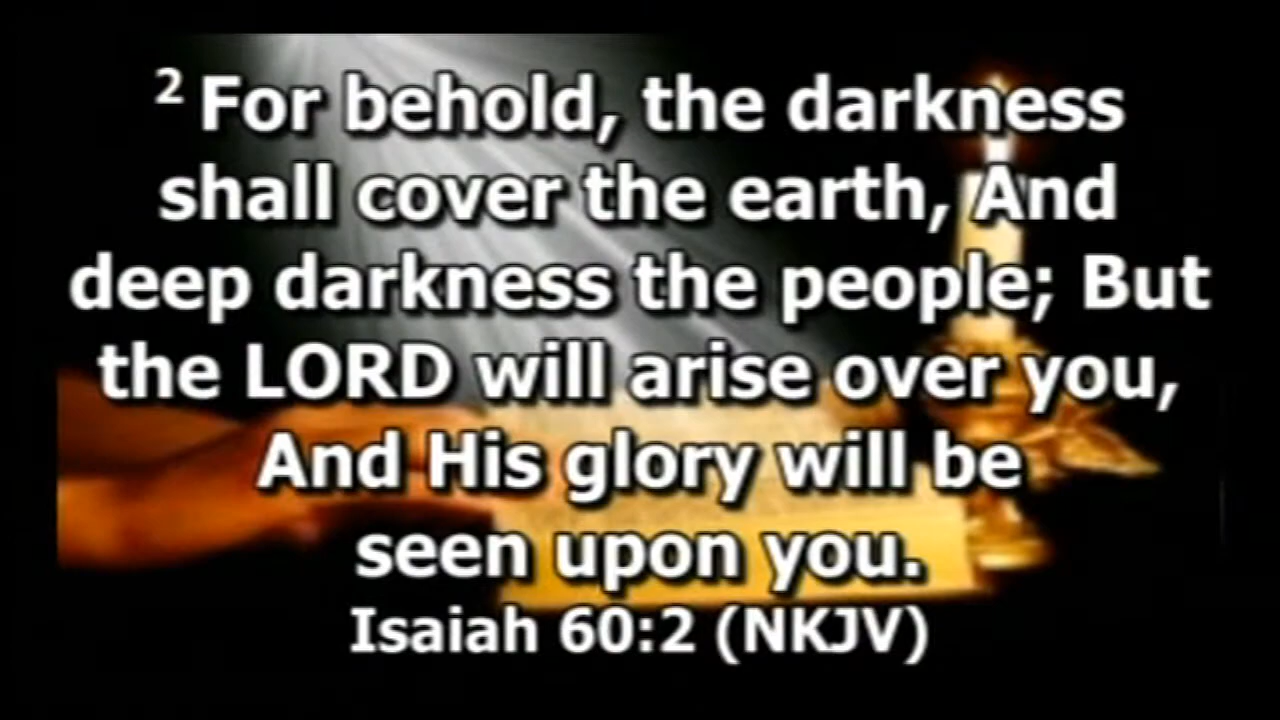 ² For behold, the darkness
shall cover the earth, And
deep darkness the people; But
the LORD will arise over you,
And His glory will be
seen upon you.
Isaiah 60:2 (NKJV)